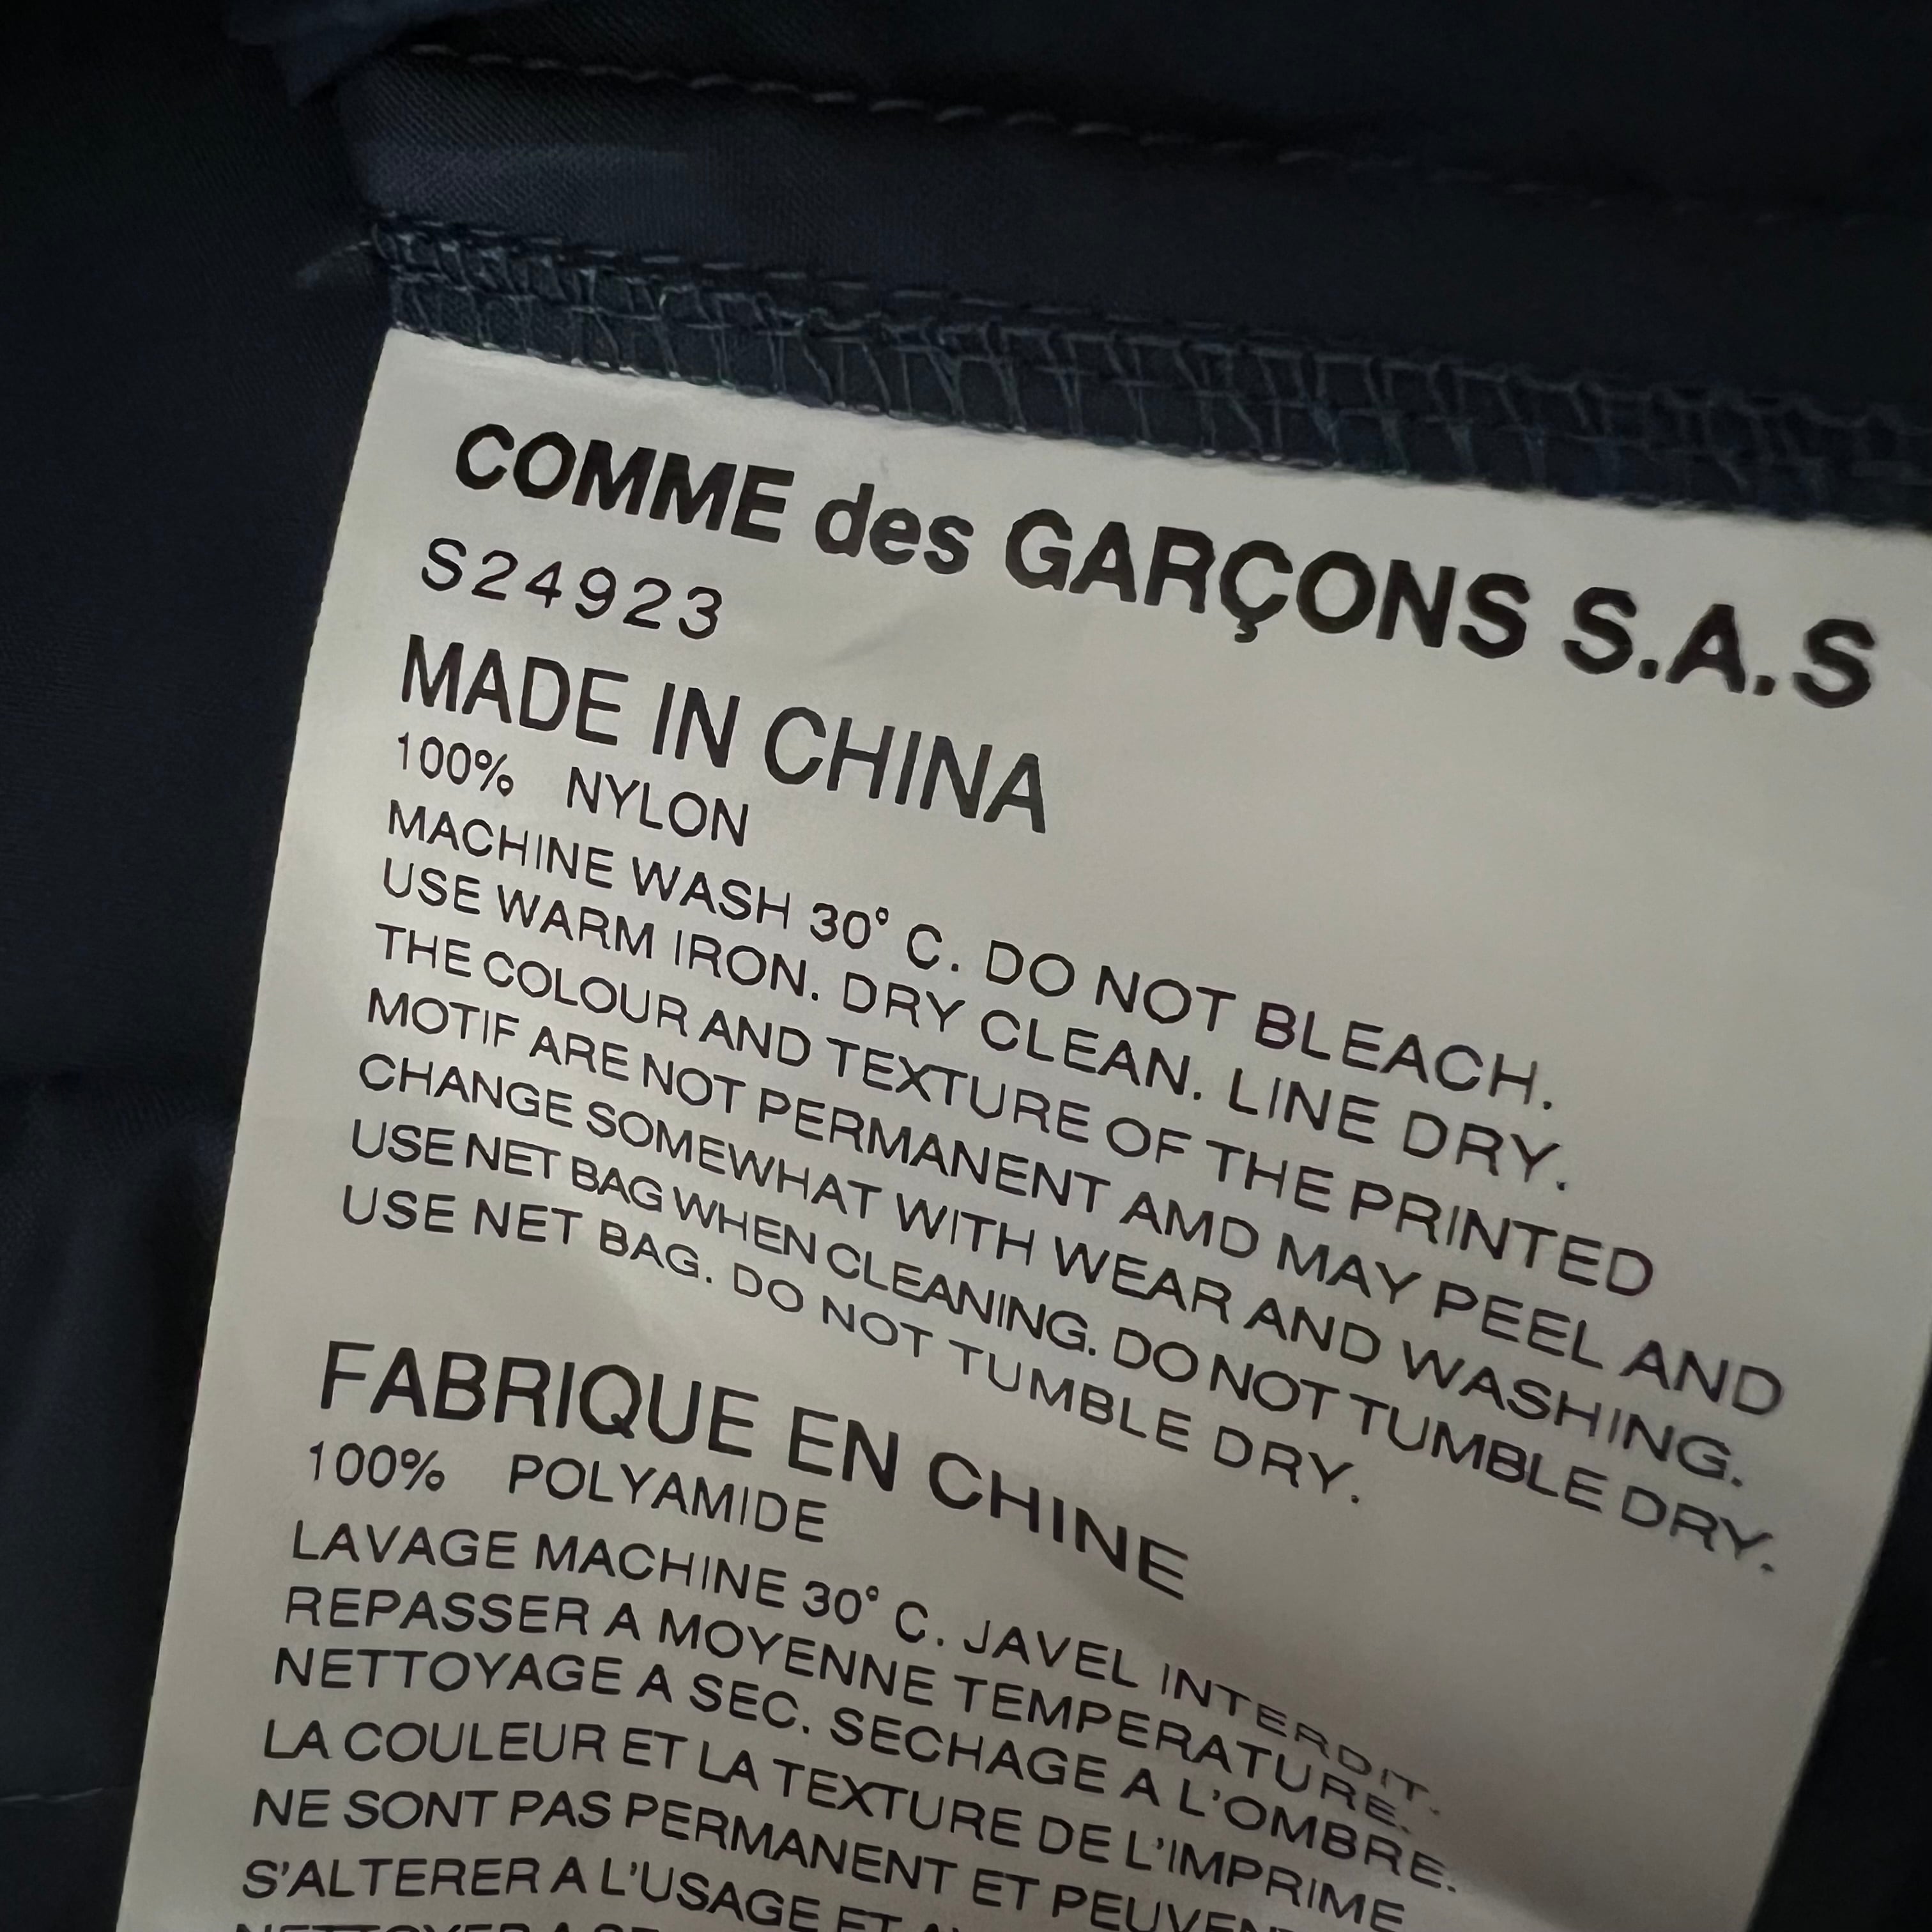 COMME des GARÇONS S.A.S
S24923
MADE IN CHINA
100% NYLON
MACHINE WASH 30° C. DO NOT BLEACH.
USE WARM IRON. DRY CLEAN. LINE DRY.
THE COLOUR AND TEXTURE OF THE PRINTED
MOTIF ARE NOT PERMANENT AMD MAY PEEL AND
CHANGE SOMEWHAT WITH WEAR AND WASHING.
USE NET BAG WHEN CLEANING. DO NOT TUMBLE DRY.
USE NET BAG. DO NOT TUMBLE DRY.
FABRIQUE EN CHINE
100% POLYAMIDE
LAVAGE MACHINE 30° C. JAVEL INTERDIT.
REPASSER A MOYENNE TEMPERATURE.
NETTOYAGE A SEC. SECHAGE A L'OMBRE.
LA COULEUR ET LA TEXTURE DE L'IMPRIME
NE SONT PAS PERMANENT ET PEUVENT
S'ALTERER A L'USAGE ET
NETTOYER A